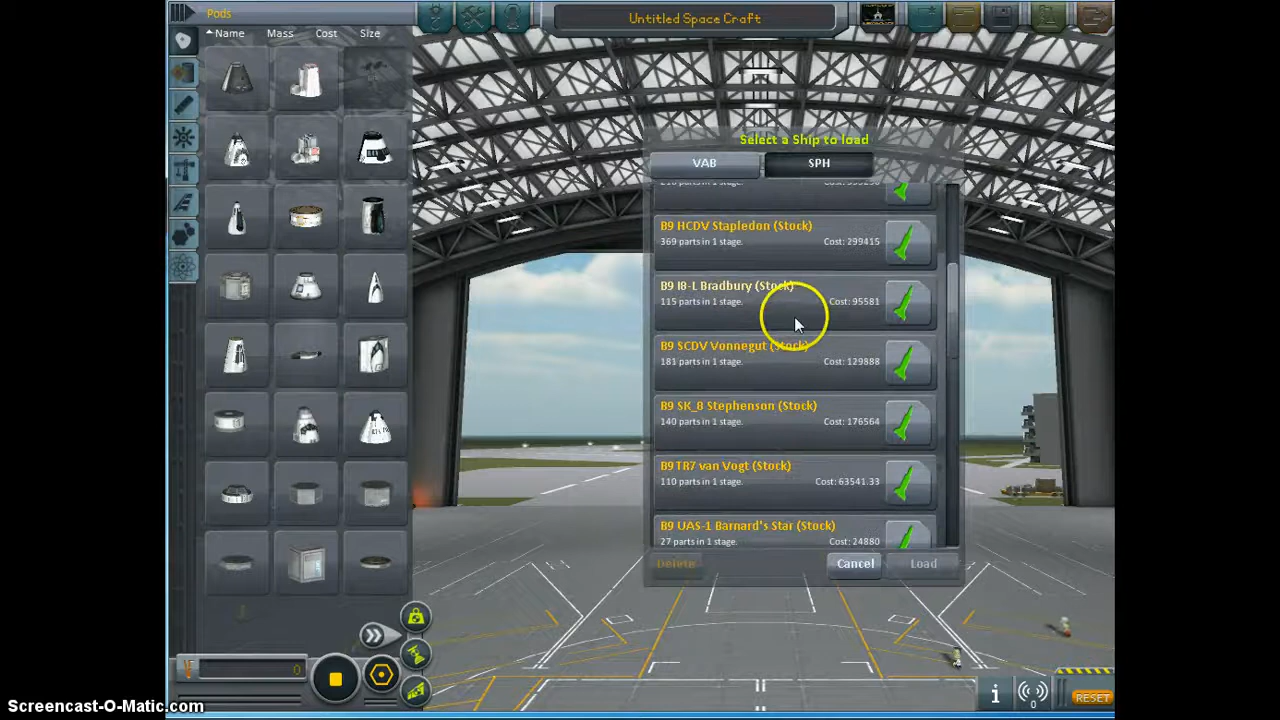 Pods
Untitled Space Craft
Name Mass Cost Size
Select a Ship to load
VAB SPH
B9 HCDV Stapledon (Stock)
369 parts in 1 stage. Cost: 299415
B9 I8-L Bradbury (Stock)
115 parts in 1 stage. Cost: 95581
B9 SCDV Vonnegut (Stock)
181 parts in 1 stage. Cost: 129888
B9 SK_8 Stephenson (Stock)
140 parts in 1 stage. Cost: 176564
B9 TR7 van Vogt (Stock)
110 parts in 1 stage. Cost: 63541.33
B9 UAS-1 Barnard's Star (Stock)
27 parts in 1 stage. Cost: 24880
Delete Cancel Load
0
i
0
RESET
Screencast-O-Matic.com